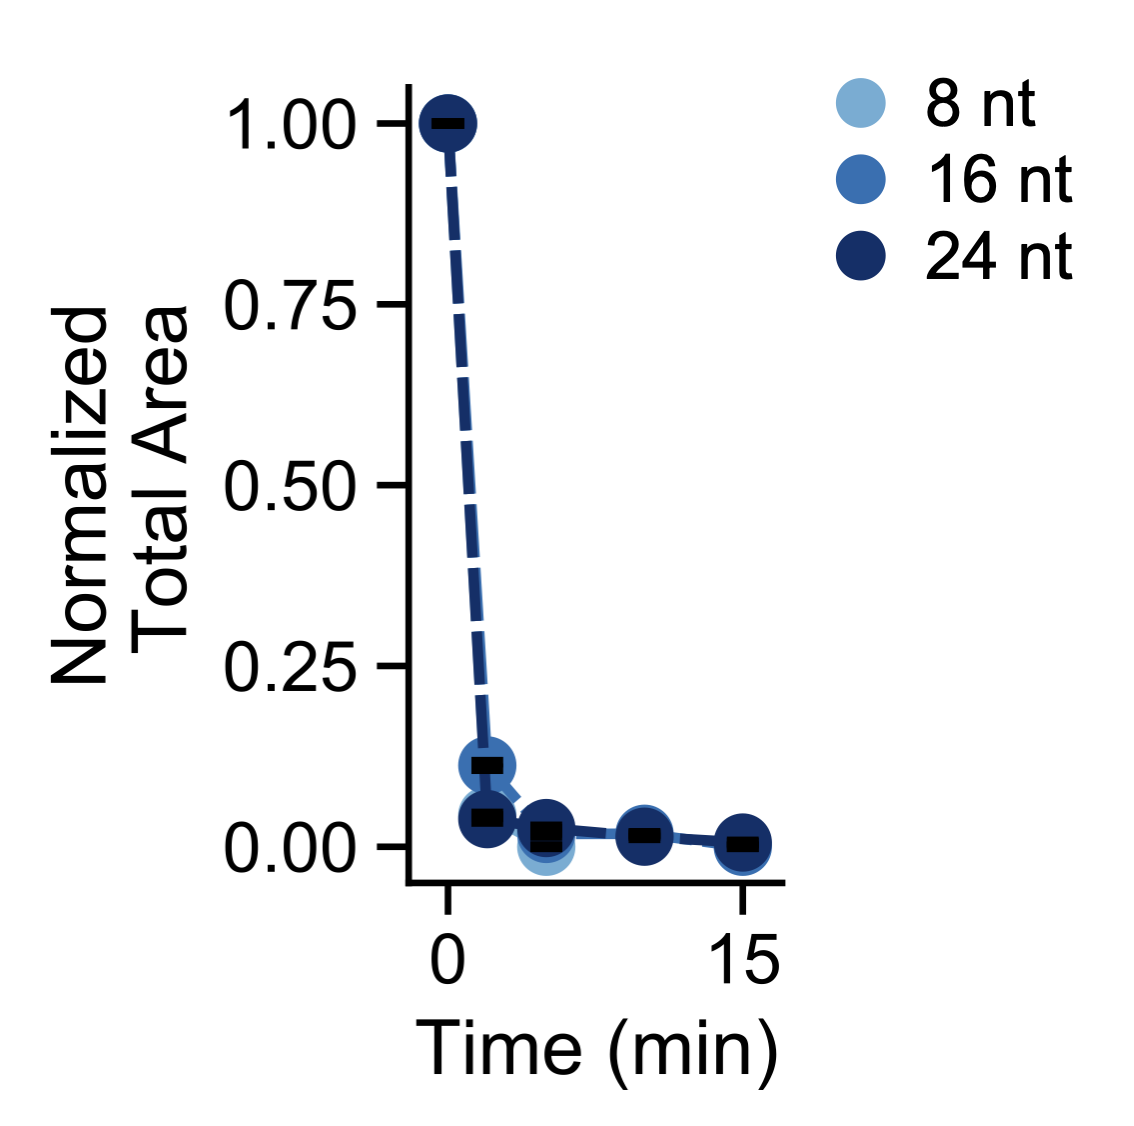 8 nt
16 nt
24 nt
Normalized
Total Area
1.00
0.75
0.50
0.25
0.00
0
15
Time (min)